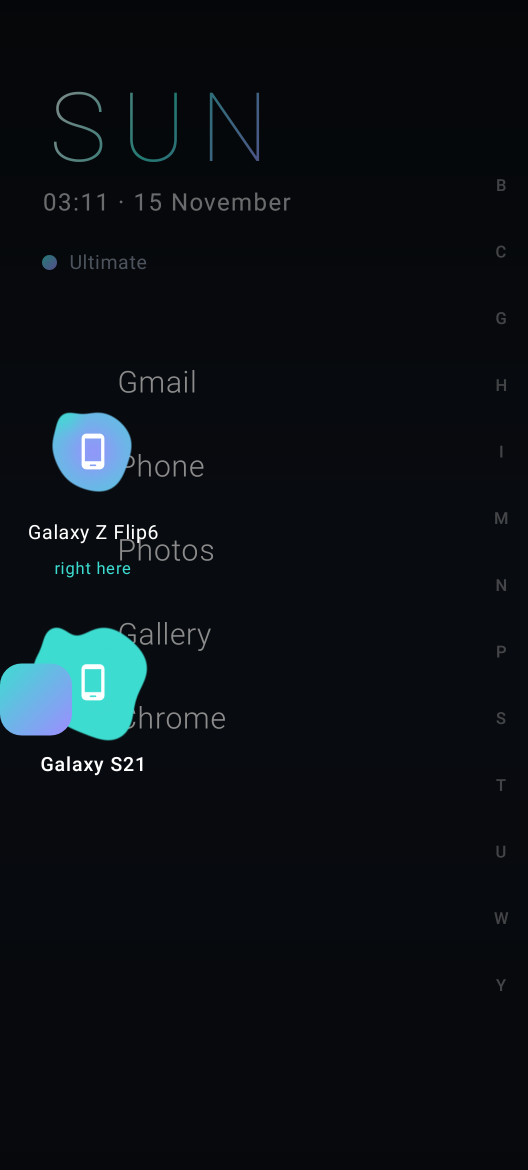 SUN
03:11 · 15 November
Ultimate
Gmail
Phone
Galaxy Z Flip6
Photos
right here
Gallery
Chrome
Galaxy S21
B
C
G
H
I
M
N
P
S
T
U
W
Y